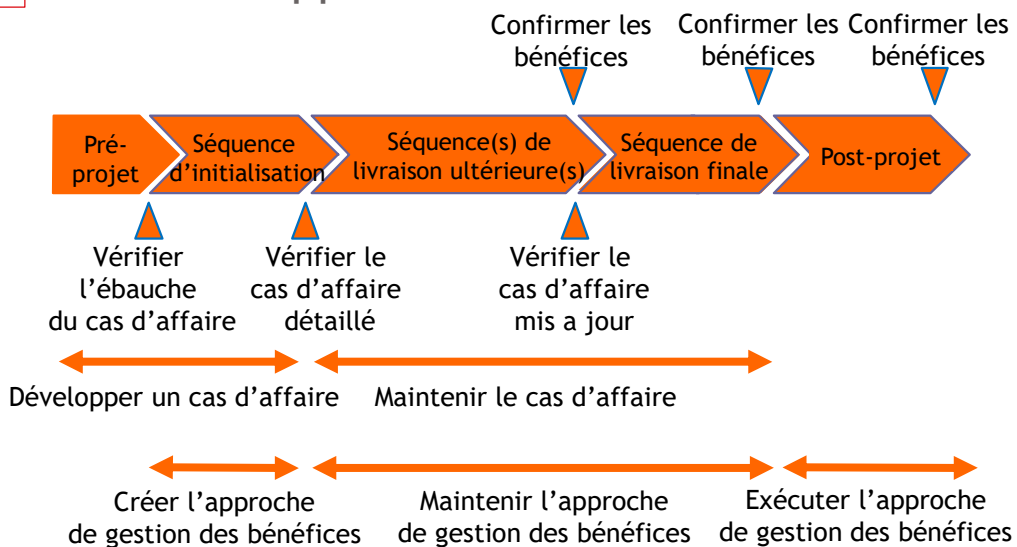 Confirmer les
bénéfices
Confirmer les
bénéfices
Confirmer les
bénéfices
Pré-
projet
Séquence
d’initialisation
Séquence(s) de
livraison ultérieure(s)
Séquence de
livraison finale
Post-projet
Vérifier
l’ébauche
du cas d’affaire
Vérifier le
cas d’affaire
détaillé
Vérifier le
cas d’affaire
mis a jour
Développer un cas d’affaire
Maintenir le cas d’affaire
Créer l’approche
de gestion des bénéfices
Maintenir l’approche
de gestion des bénéfices
Exécuter l’approche
de gestion des bénéfices